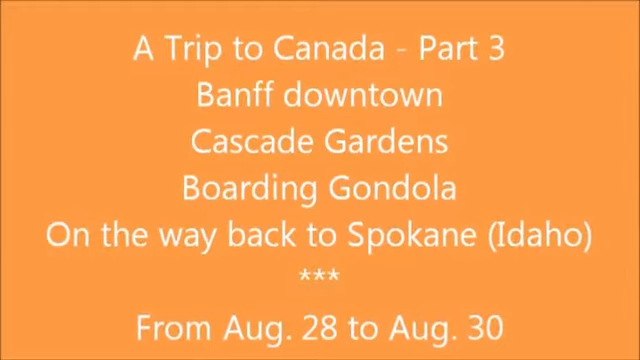 A Trip to Canada - Part 3
Banff downtown
Cascade Gardens
Boarding Gondola
On the way back to Spokane (Idaho)
***
From Aug. 28 to Aug. 30